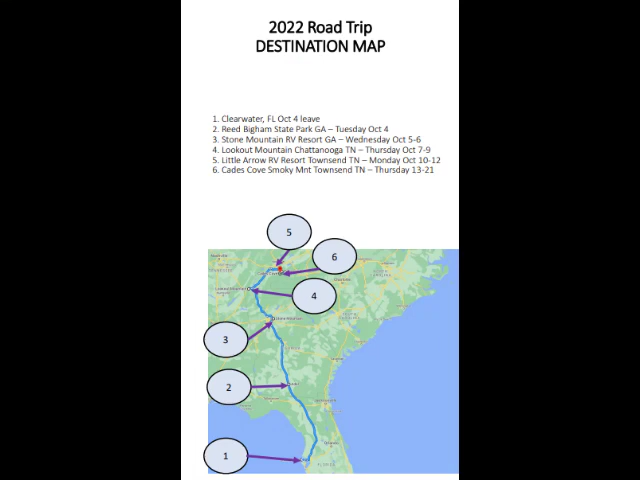 2022 Road Trip
DESTINATION MAP
1. Clearwater, FL Oct 4 leave
2. Reed Bigham State Park GA – Tuesday Oct 4
3. Stone Mountain RV Resort GA – Wednesday Oct 5-6
4. Lookout Mountain Chattanooga TN – Thursday Oct 7-9
5. Little Arrow RV Resort Townsend TN – Monday Oct 10-12
6. Cades Cove Smoky Mnt Townsend TN – Thursday 13-21
5
6
4
3
2
1
FLORIDA